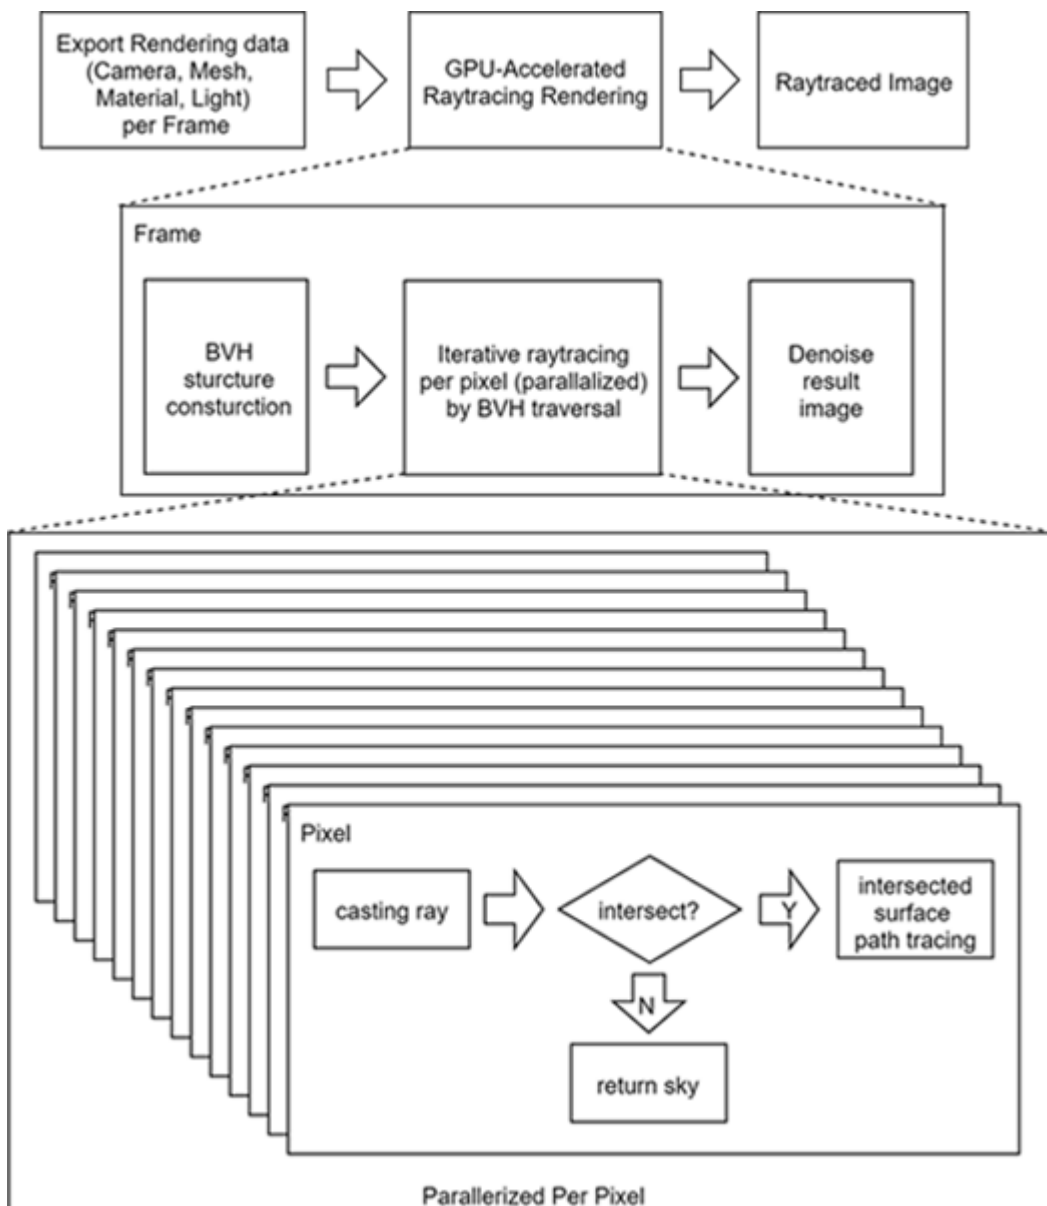 Export Rendering data
(Camera, Mesh,
Material, Light)
per Frame
GPU-Accelerated
Raytracing Rendering
Raytraced Image
Frame
BVH
sturcture
consturction
Iterative raytracing
per pixel (parallalized)
by BVH traversal
Denoise
result
image
Pixel
casting ray
intersect?
Y
intersected
surface
path tracing
N
return sky
Parallerized Per Pixel